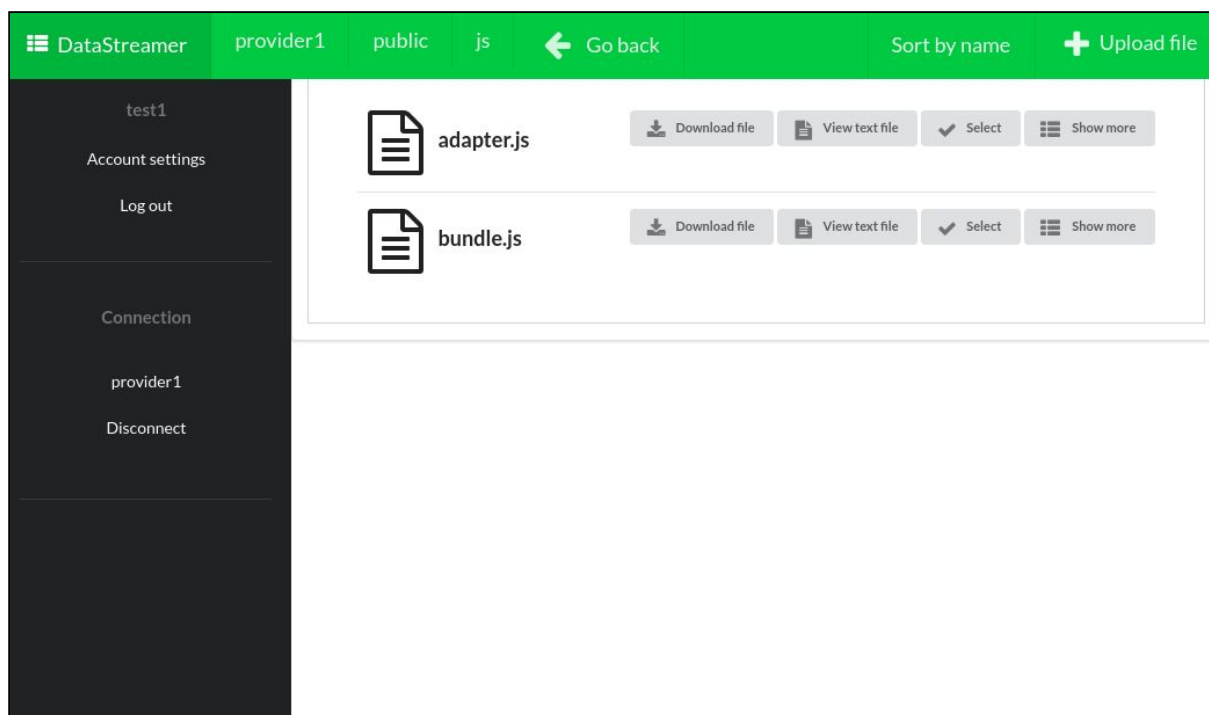 DataStreamer provider1 public js Go back Sort by name Upload file
test1
Account settings
Log out
Connection
provider1
Disconnect
adapter.js Download file View text file Select Show more
bundle.js Download file View text file Select Show more